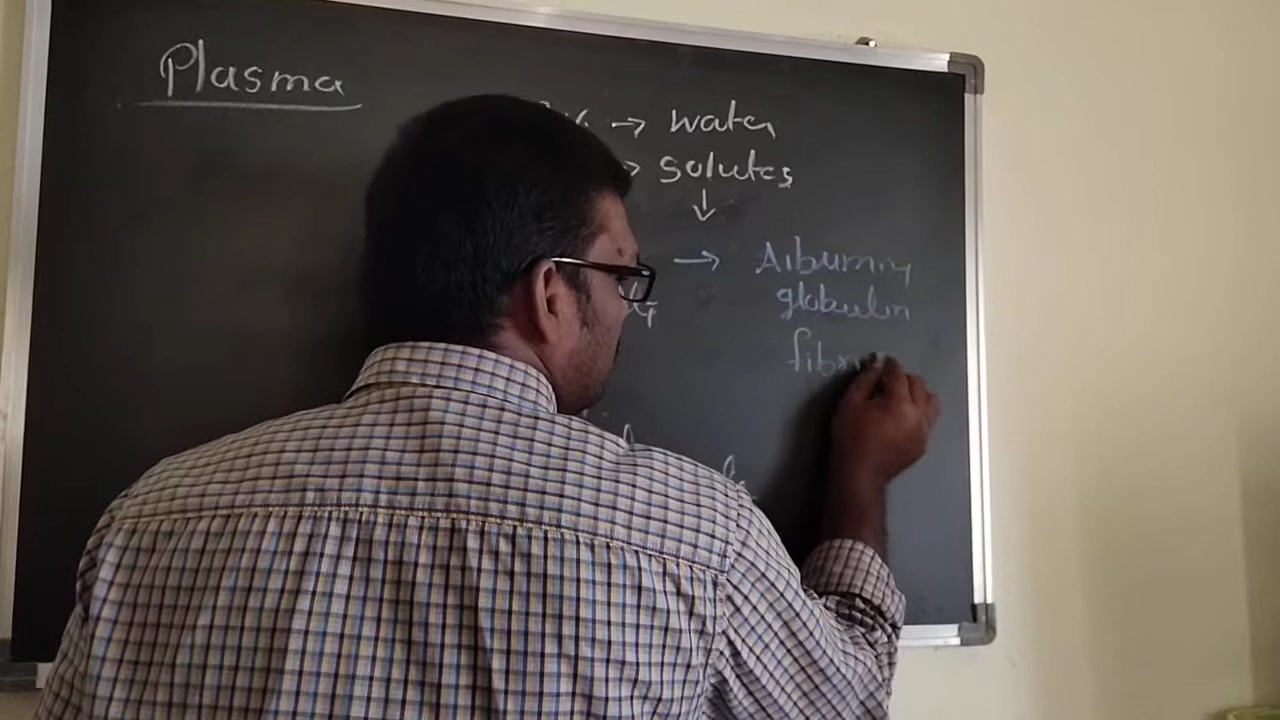 Plasma
→ water
→ solutes
↓
→ Albumin
globulin
fibr